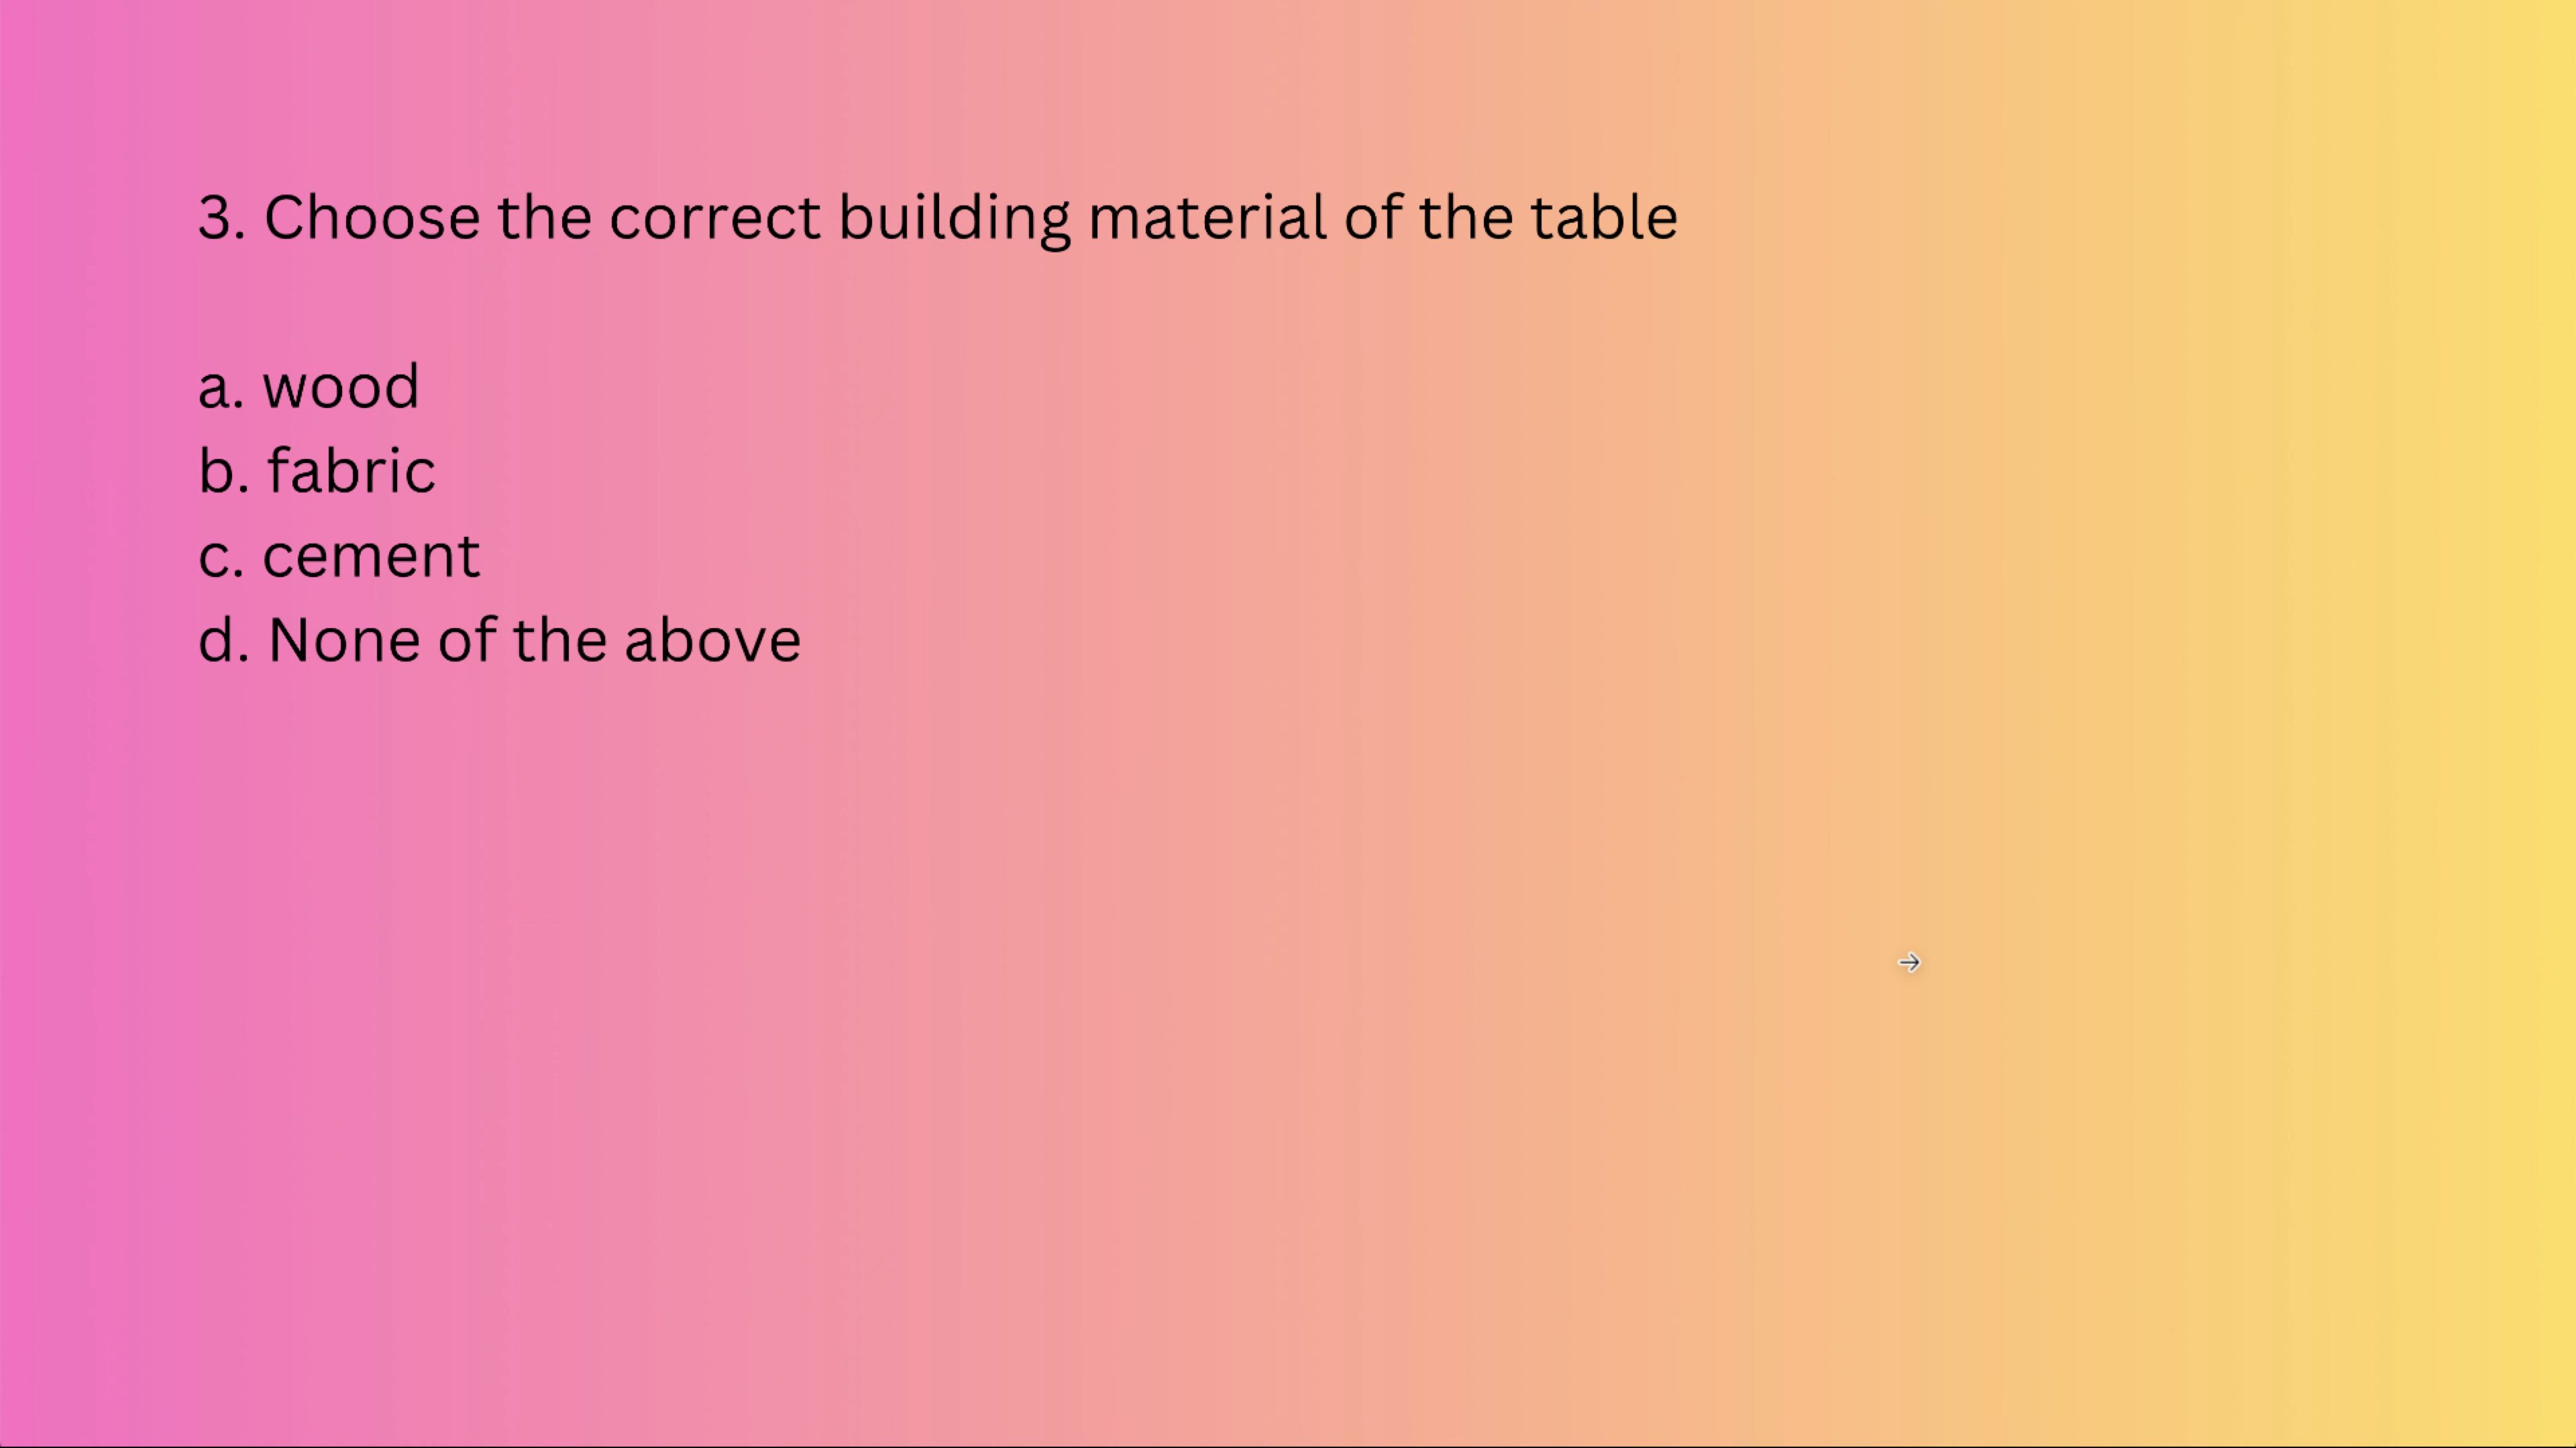 3. Choose the correct building material of the table
a. wood
b. fabric
c. cement
d. None of the above